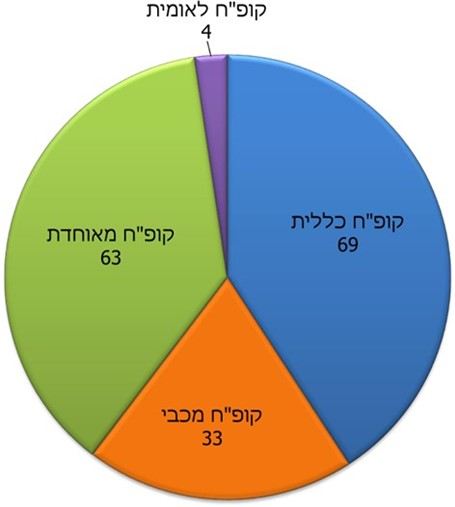 קופ"ח לאומית
4
קופ"ח כללית
69
קופ"ח מאוחדת
63
קופ"ח מכבי
33